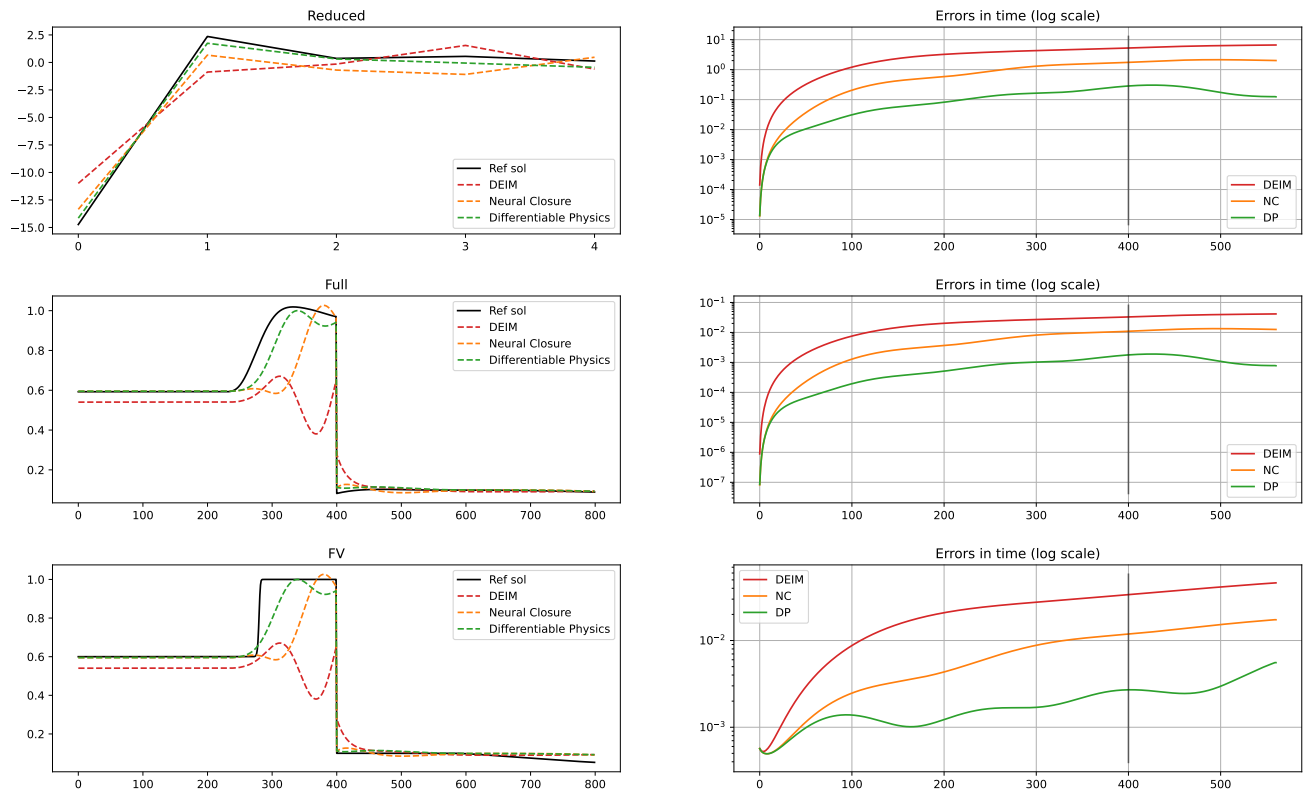 Reduced
2.5
0.0
−2.5
−5.0
−7.5
−10.0
−12.5
−15.0
0 1 2 3 4
Ref sol
DEIM
Neural Closure
Differentiable Physics
Errors in time (log scale)
10^1
10^0
10^−1
10^−2
10^−3
10^−4
10^−5
0 100 200 300 400 500
DEIM
NC
DP
Full
1.0
0.8
0.6
0.4
0.2
0 100 200 300 400 500 600 700 800
Ref sol
DEIM
Neural Closure
Differentiable Physics
Errors in time (log scale)
10^−1
10^−2
10^−3
10^−4
10^−5
10^−6
10^−7
0 100 200 300 400 500
DEIM
NC
DP
FV
1.0
0.8
0.6
0.4
0.2
0 100 200 300 400 500 600 700 800
Ref sol
DEIM
Neural Closure
Differentiable Physics
Errors in time (log scale)
10^−2
10^−3
0 100 200 300 400 500
DEIM
NC
DP